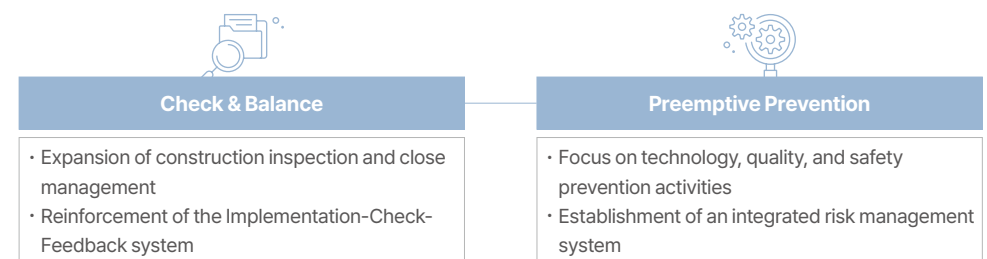 Check & Balance
・Expansion of construction inspection and close
management
・Reinforcement of the Implementation-Check-
Feedback system
Preemptive Prevention
・Focus on technology, quality, and safety
prevention activities
・Establishment of an integrated risk management
system